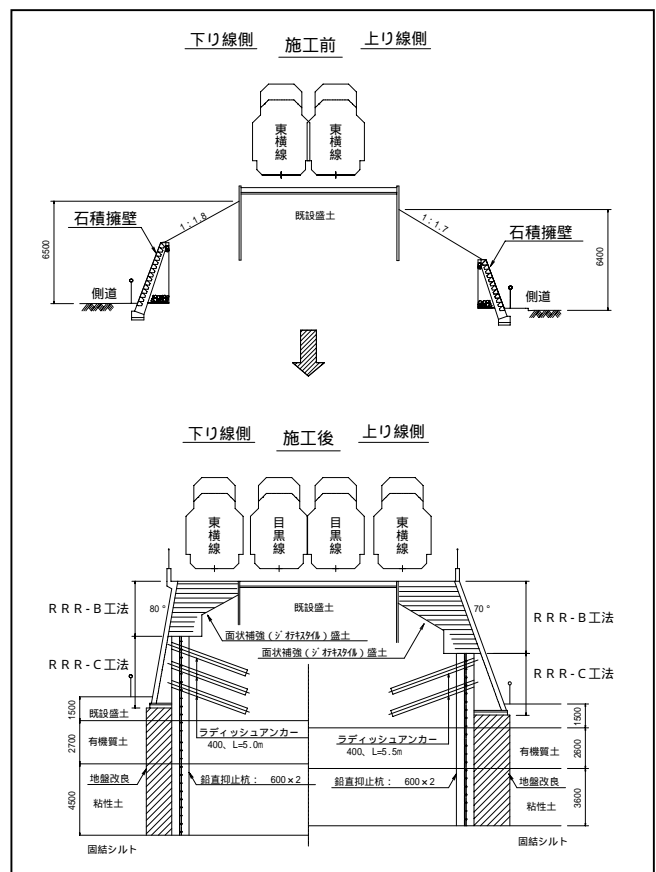 下り線側 施工前 上り線側
東横線 東横線
既設盛土
1:1.8
1:1.7
石積擁壁
石積擁壁
6500
6400
側道
側道
下り線側 施工後 上り線側
東横線 目黒線 目黒線 東横線
RRR-B工法
80°
既設盛土
70°
RRR-B工法
面状補強(ジオテキスタイル)盛土
面状補強(ジオテキスタイル)盛土
RRR-C工法
RRR-C工法
1500
既設盛土
1500
ラディッシュアンカー
400、L=5.0m
ラディッシュアンカー
400、L=5.5m
2700
有機質土
有機質土
2600
地盤改良
鉛直抑止杭: 600×2
鉛直抑止杭: 600×2
地盤改良
4500
粘性土
粘性土
3600
固結シルト
固結シルト